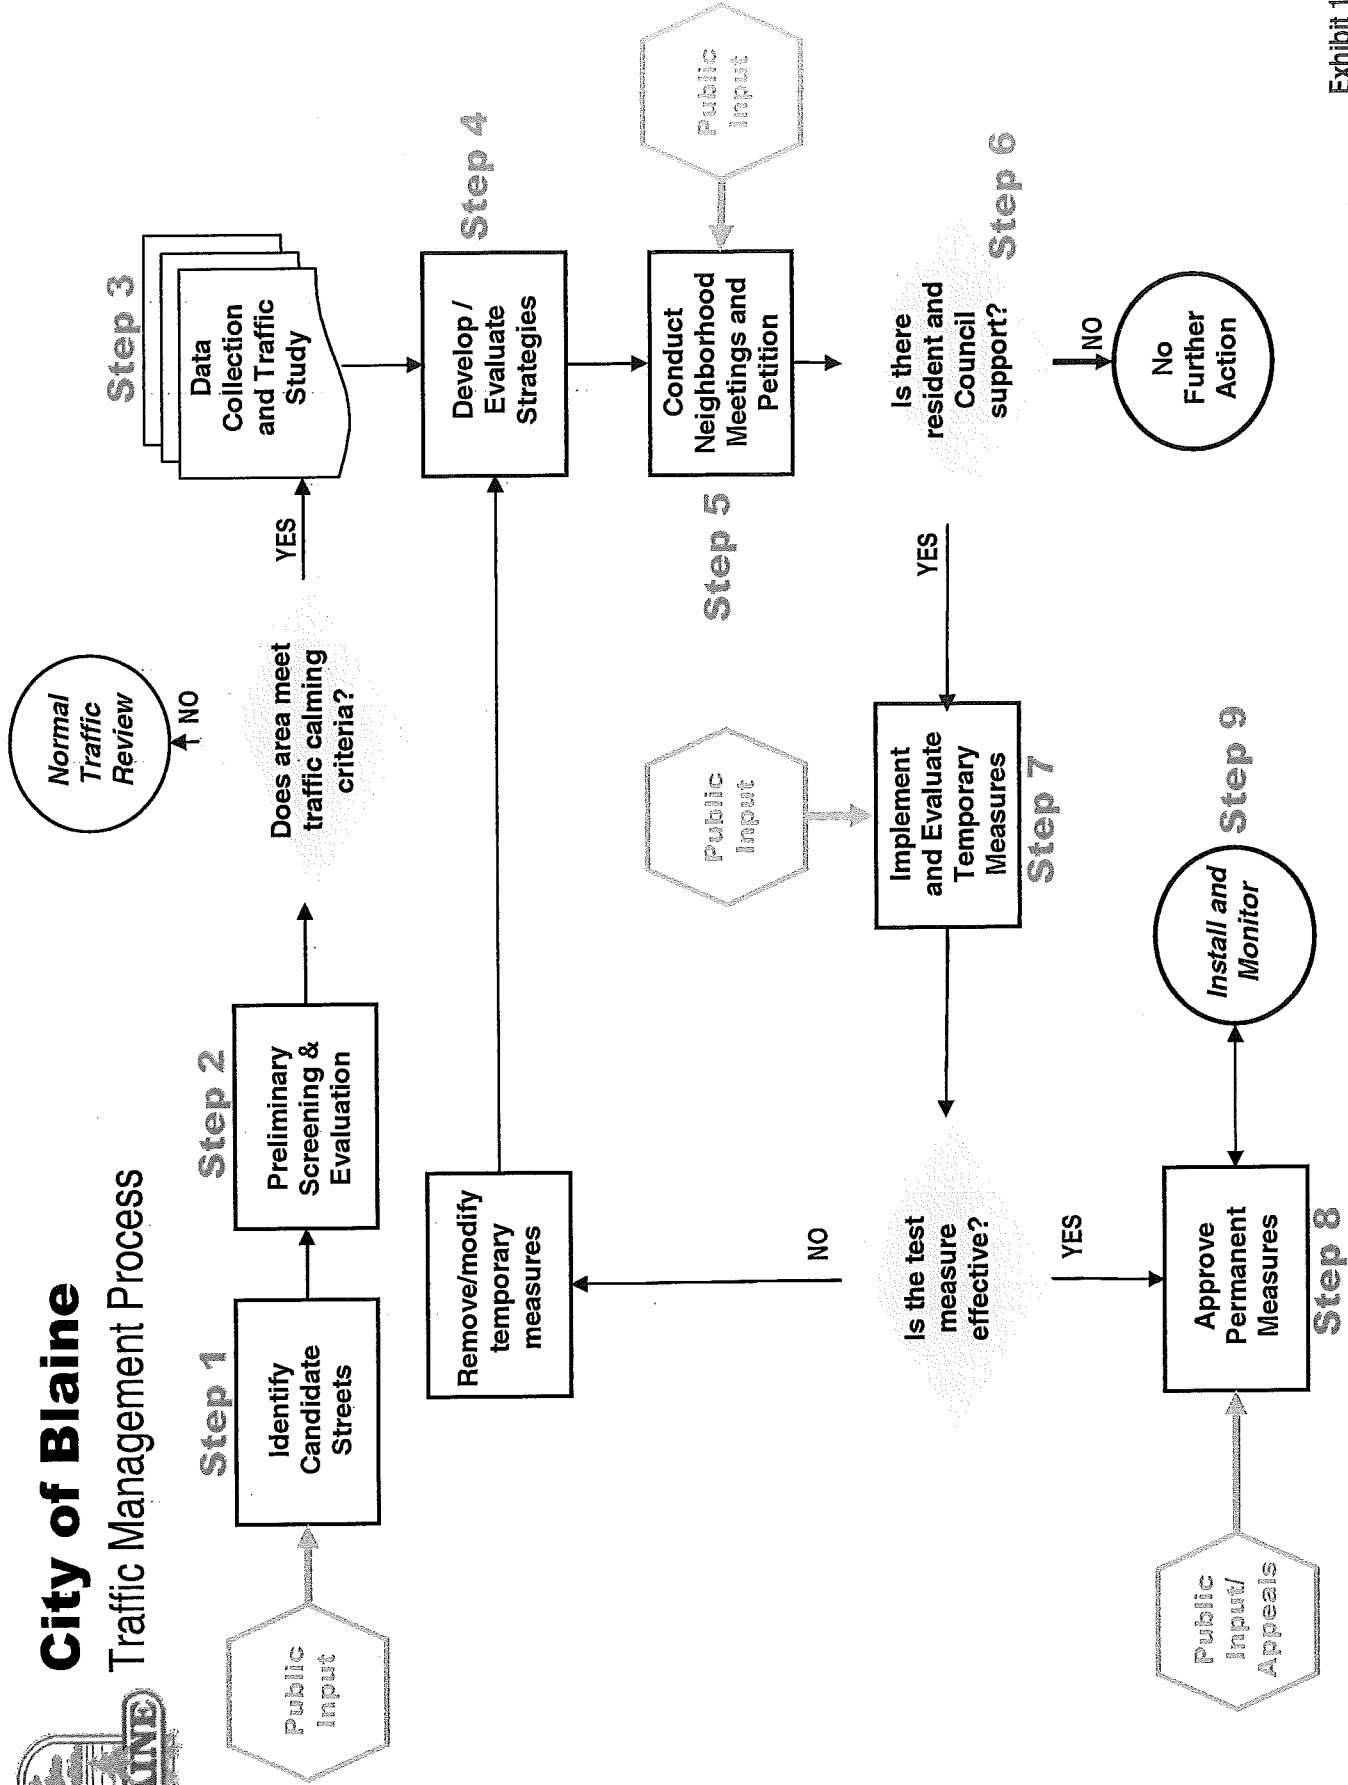 City of Blaine
Traffic Management Process
Public
Input
Step 1
Identify
Candidate
Streets
Step 2
Preliminary
Screening &
Evaluation
Does area meet
traffic calming
criteria?
NO
Normal
Traffic
Review
YES
Step 3
Data
Collection
and Traffic
Study
Step 4
Develop /
Evaluate
Strategies
Step 5
Conduct
Neighborhood
Meetings and
Petition
Public
Input
Step 6
Is there
resident and
Council
support?
NO
No
Further
Action
YES
Public
Input
Implement
and Evaluate
Temporary
Measures
Step 7
Is the test
measure
effective?
NO
Remove/modify
temporary
measures
YES
Approve
Permanent
Measures
Step 8
Public
Input/
Appeals
Install and
Monitor
Step 9
Exhibit 1